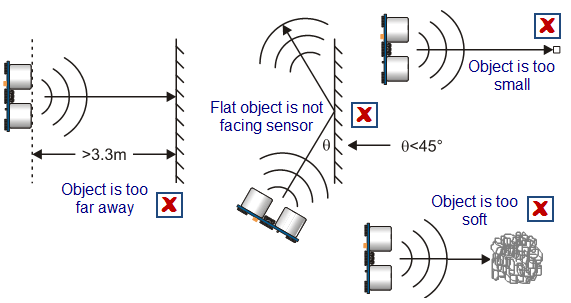 >3.3m
Object is too
far away
Flat object is not
facing sensor
θ
θ<45°
Object is too
small
Object is too
soft